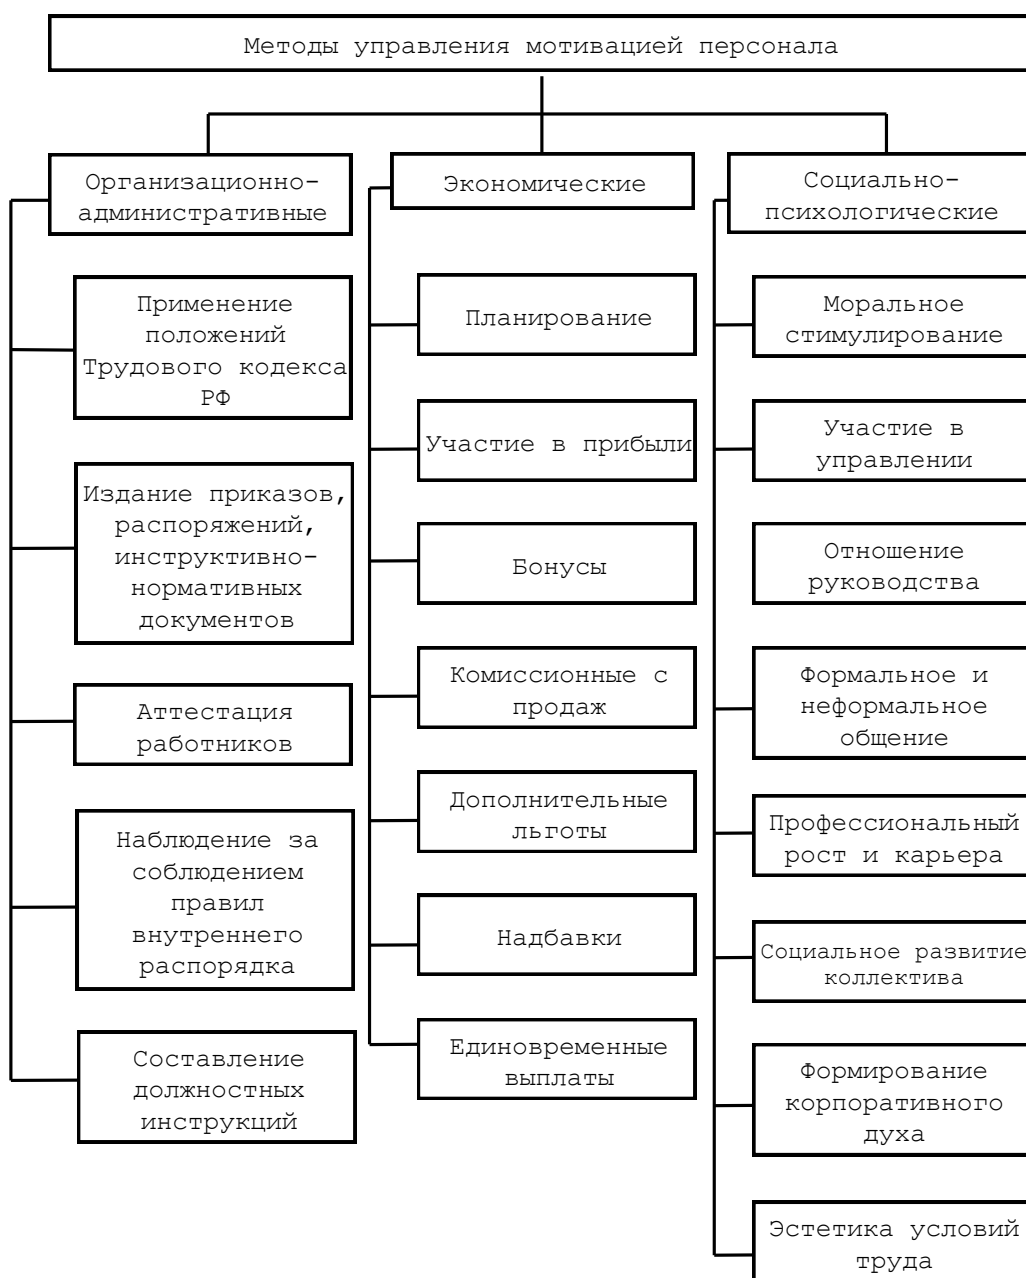 Методы управления мотивацией персонала
Организационно-
административные
Экономические
Социально-
психологические
Применение
положений
Трудового кодекса
РФ
Издание приказов,
распоряжений,
инструктивно-
нормативных
документов
Аттестация
работников
Наблюдение за
соблюдением
правил
внутреннего
распорядка
Составление
должностных
инструкций
Планирование
Участие в прибыли
Бонусы
Комиссионные с
продаж
Дополнительные
льготы
Надбавки
Единовременные
выплаты
Моральное
стимулирование
Участие в
управлении
Отношение
руководства
Формальное и
неформальное
общение
Профессиональный
рост и карьера
Социальное развитие
коллектива
Формирование
корпоративного
духа
Эстетика условий
труда